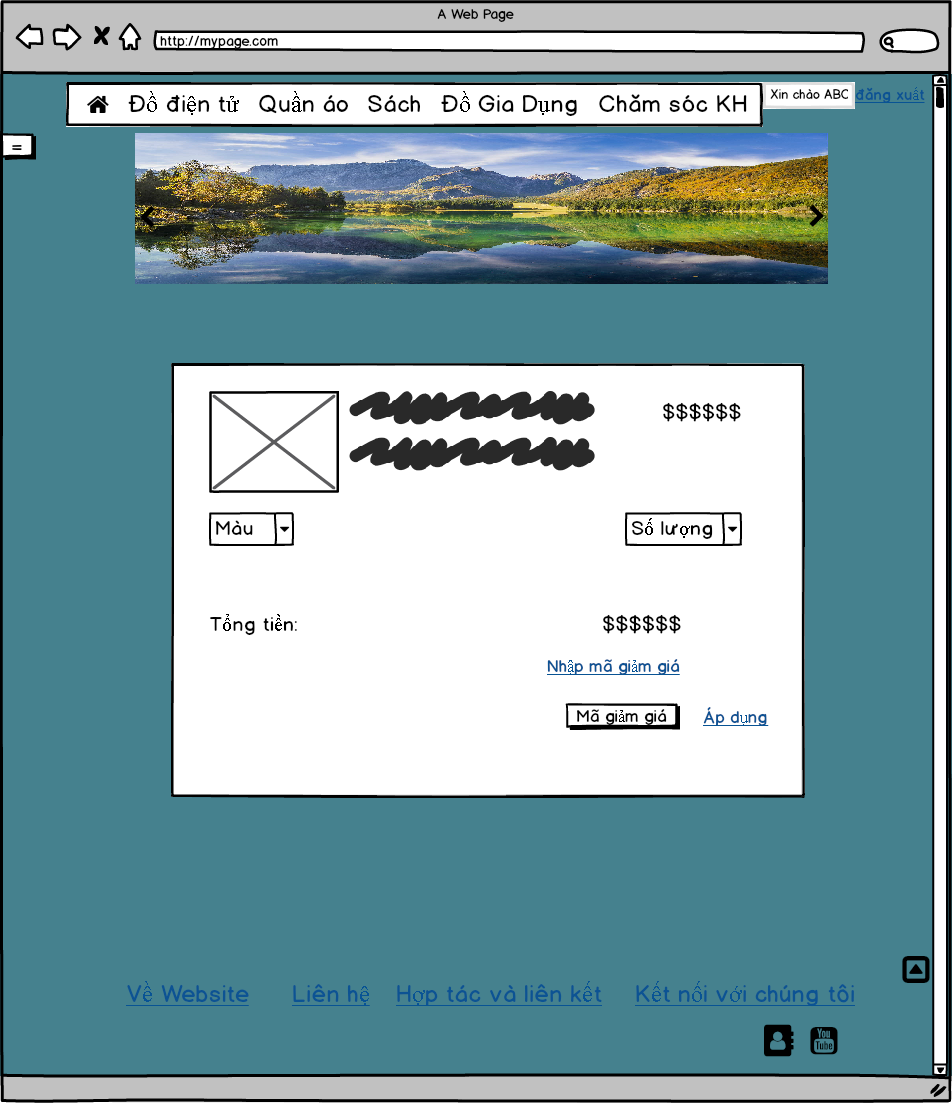 A Web Page
http://mypage.com
Đồ điện tử Quần áo Sách Đồ Gia Dụng Chăm sóc KH
Xin chào ABC đăng xuất
=
$$$$$$
Màu
Số lượng
Tổng tiền: $$$$$$
Nhập mã giảm giá
Mã giảm giá Áp dụng
Về Website Liên hệ Hợp tác và liên kết Kết nối với chúng tôi
You
Tube